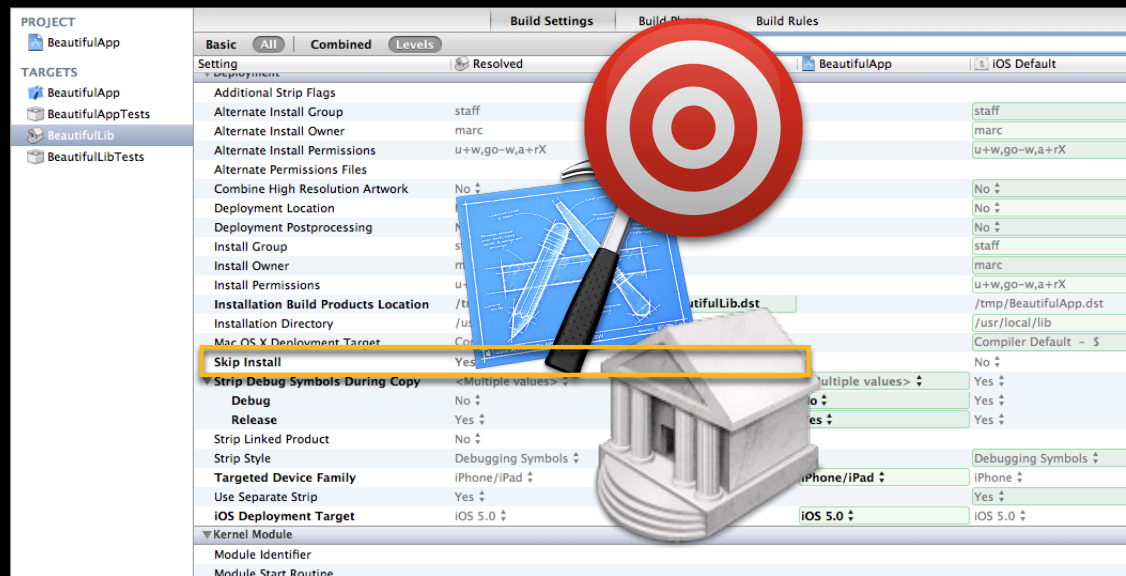 PROJECT
BeautifulApp
TARGETS
BeautifulApp
BeautifulAppTests
BeautifulLib
BeautifulLibTests
Build Settings Build Rules
Basic All Combined Levels
Setting Resolved BeautifulApp iOS Default
Deployment
Additional Strip Flags
Alternate Install Group staff staff
Alternate Install Owner marc marc
Alternate Install Permissions u+w,go-w,a+rX u+w,go-w,a+rX
Alternate Permissions Files
Combine High Resolution Artwork No No
Deployment Location No
Deployment Postprocessing No
Install Group staff
Install Owner marc
Install Permissions u+w,go-w,a+rX
Installation Build Products Location /tmp/BeautifulApp.dst
Installation Directory /usr/local/lib
Mac OS X Deployment Target Compiler Default - $
Skip Install Yes No
Strip Debug Symbols During Copy <Multiple values> Yes
Debug No Yes
Release Yes Yes
Strip Linked Product No
Strip Style Debugging Symbols Debugging Symbols
Targeted Device Family iPhone/iPad iPhone/iPad iPhone
Use Separate Strip Yes Yes
iOS Deployment Target iOS 5.0 iOS 5.0 iOS 5.0
Kernel Module
Module Identifier
Module Start Routine